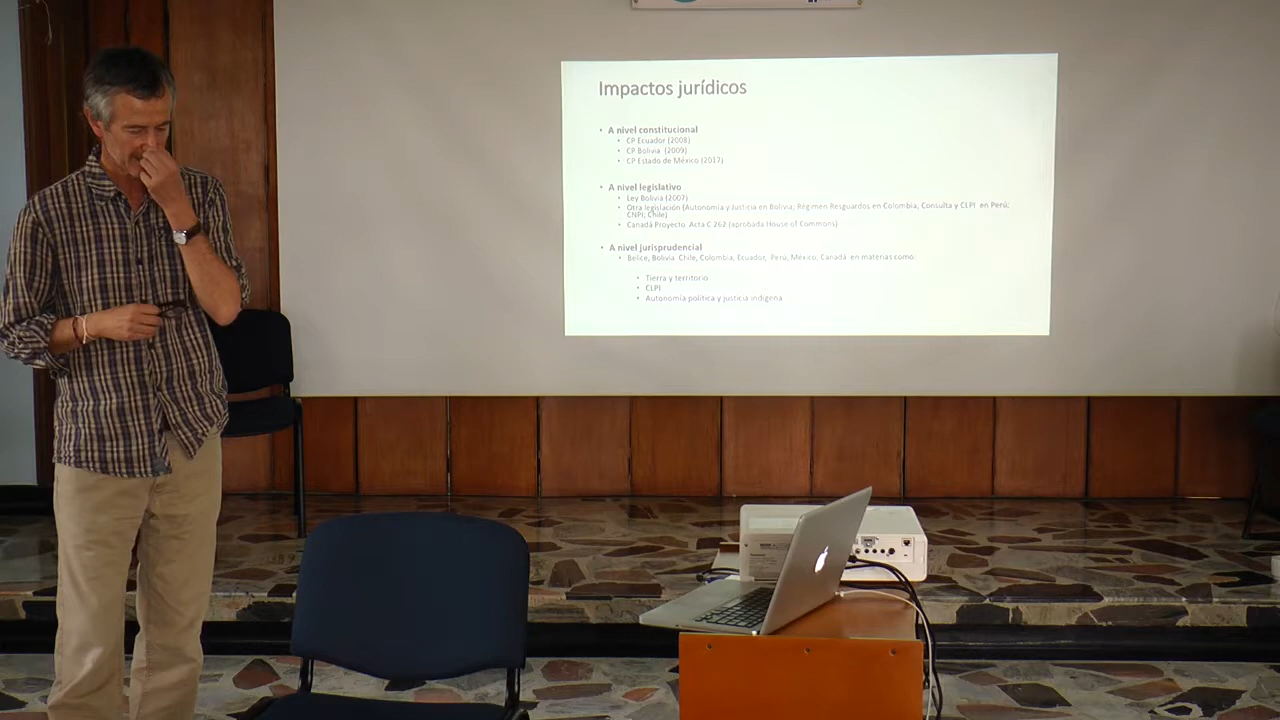 Impactos jurídicos
• A nivel constitucional
• CP Ecuador (2008)
• CP Bolivia (2009)
• CP Estado de México (2017)
• A nivel legislativo
• Ley Bolivia (2007)
• Otra legislación (Autonomía y Justicia en Bolivia; Régimen Resguardos en Colombia; Consulta y CLPI en Perú;
CNPI; Chile)
• Canadá Proyecto Acta C 262 (aprobada House of Commons)
• A nivel jurisprudencial
• Belice, Bolivia Chile, Colombia, Ecuador, Perú, México, Canadá en materias como:
• Tierra y territorio
• CLPI
• Autonomía política y justicia indígena